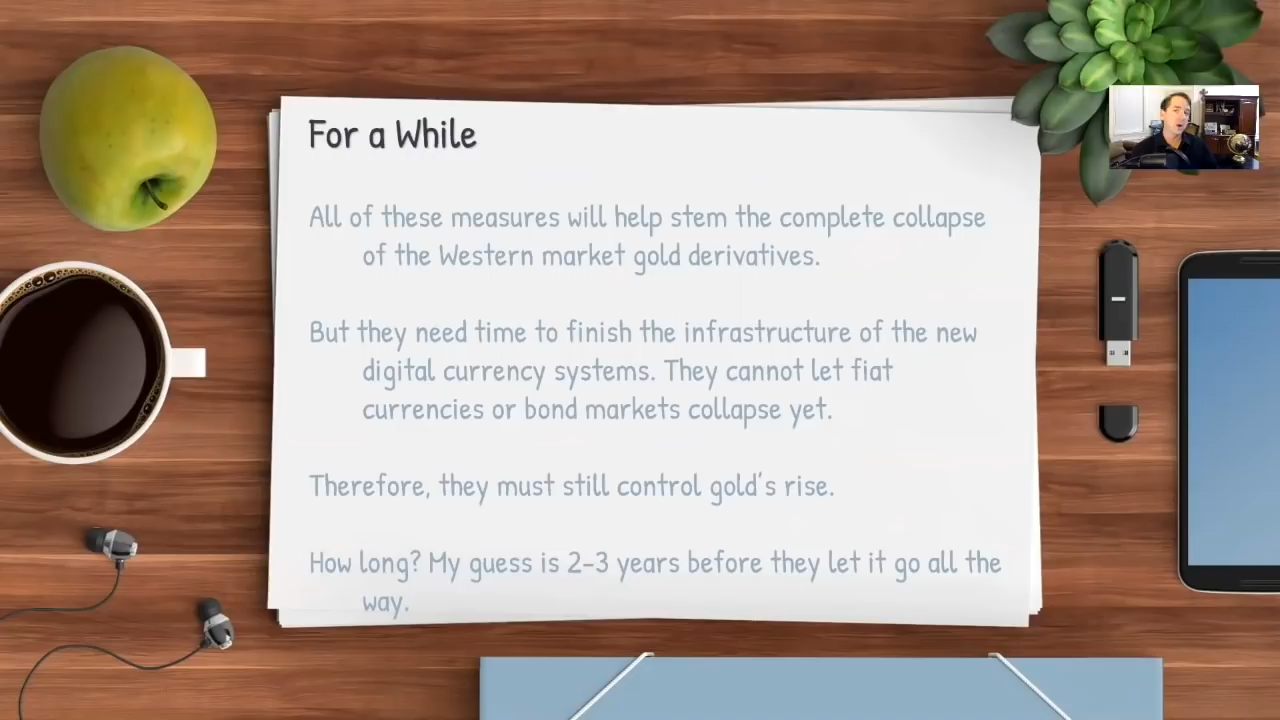 For a While
All of these measures will help stem the complete collapse
of the Western market gold derivatives.
But they need time to finish the infrastructure of the new
digital currency systems. They cannot let fiat
currencies or bond markets collapse yet.
Therefore, they must still control gold's rise.
How long? My guess is 2-3 years before they let it go all the
way.